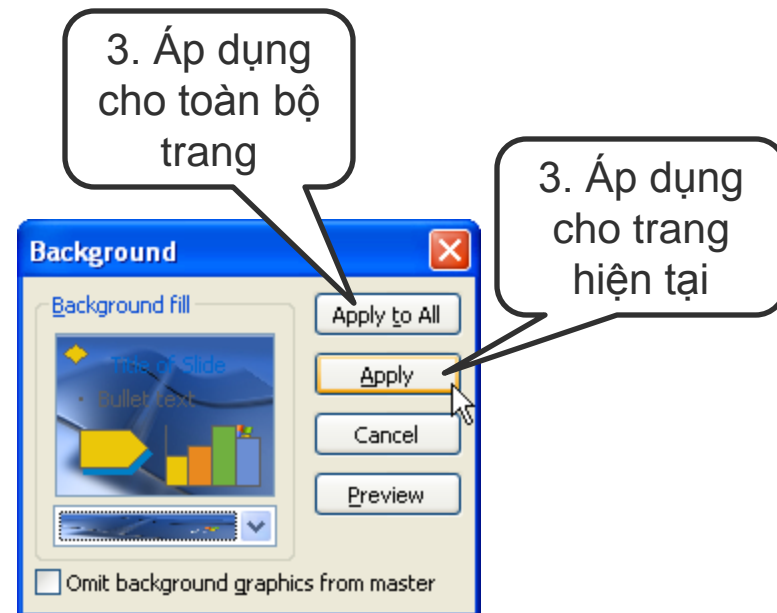 3. Áp dụng
cho toàn bộ
trang
3. Áp dụng
cho trang
hiện tại
Background
Background fill
Apply to All
Title of Slide
Apply
• Bullet text
Cancel
Preview
Omit background graphics from master